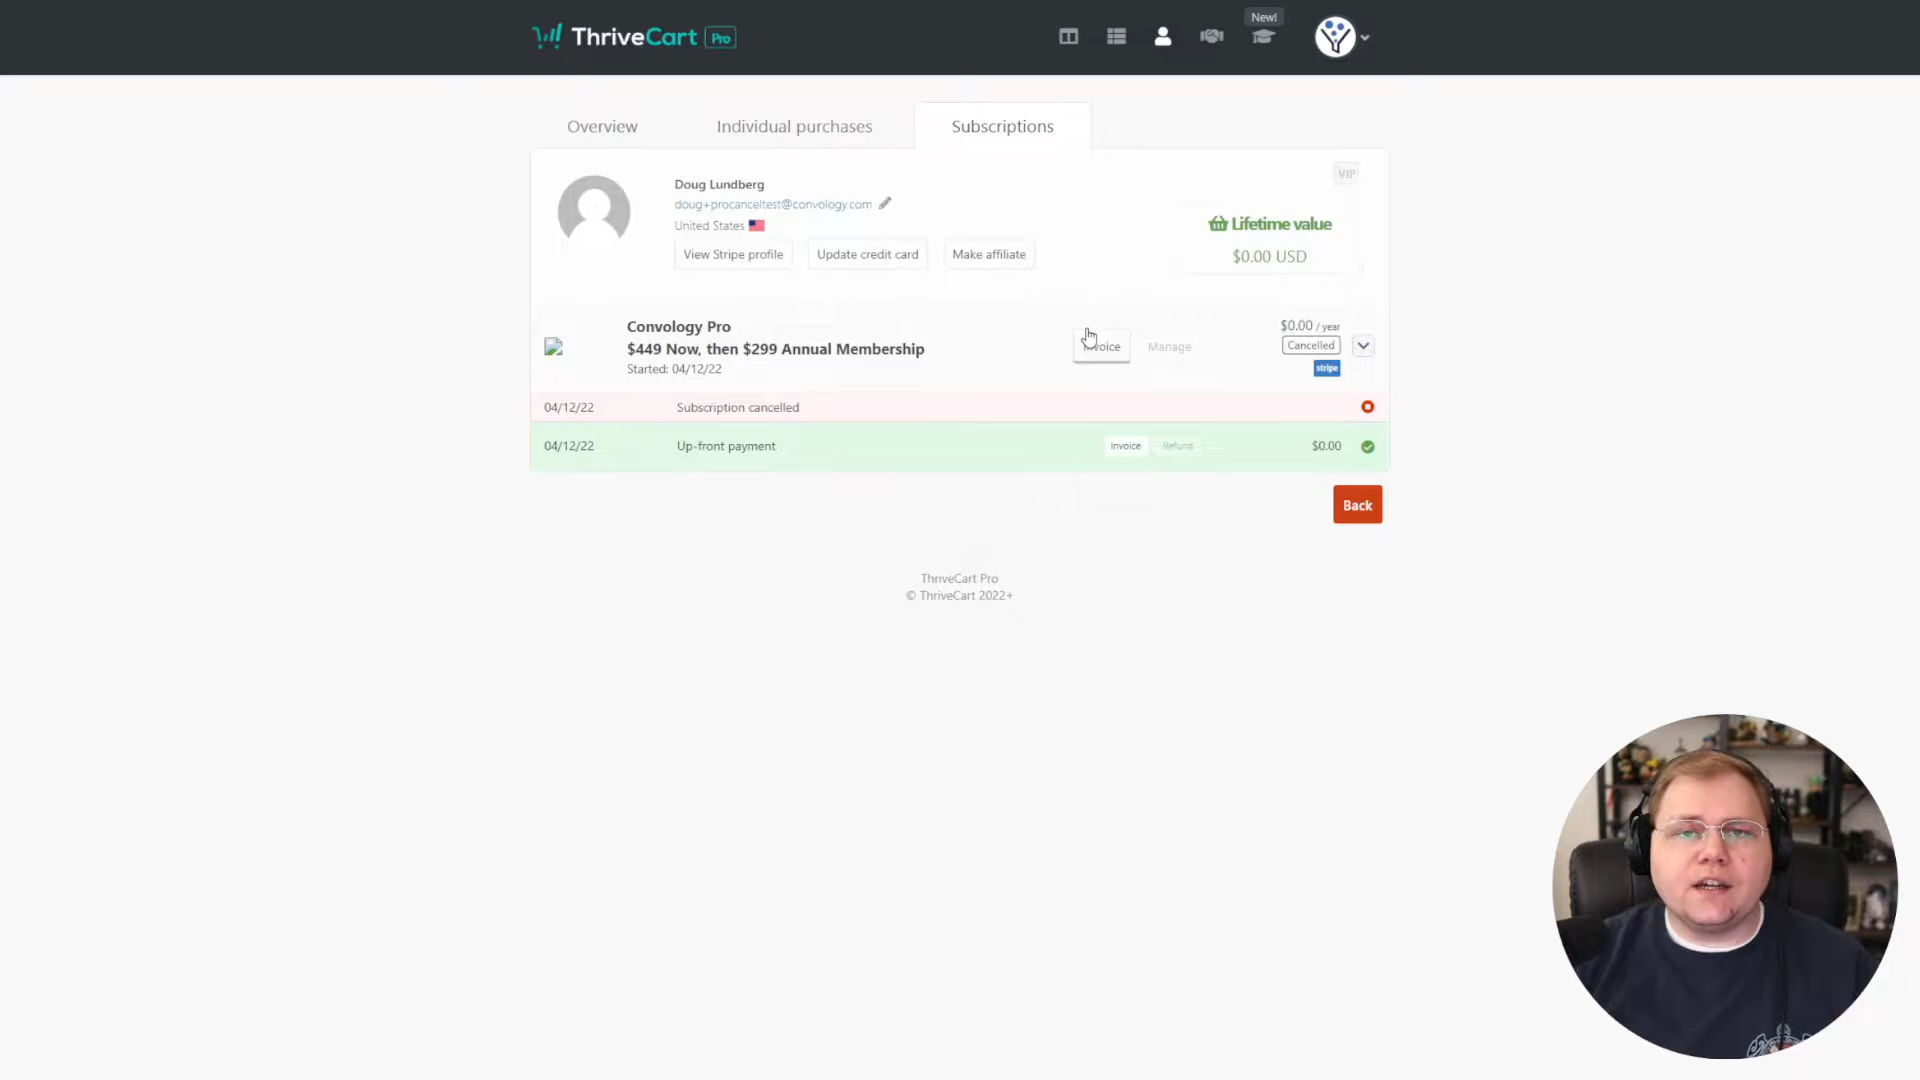 ThriveCart Pro
New!
Overview
Individual purchases
Subscriptions
Doug Lundberg
doug+procanceltest@convology.com
United States
View Stripe profile
Update credit card
Make affiliate
VIP
Lifetime value
$0.00 USD
Convology Pro
$449 Now, then $299 Annual Membership
Started: 04/12/22
Invoice
Manage
$0.00 / year
Cancelled
stripe
04/12/22
Subscription cancelled
04/12/22
Up-front payment
Invoice
Refund
$0.00
Back
ThriveCart Pro
© ThriveCart 2022+